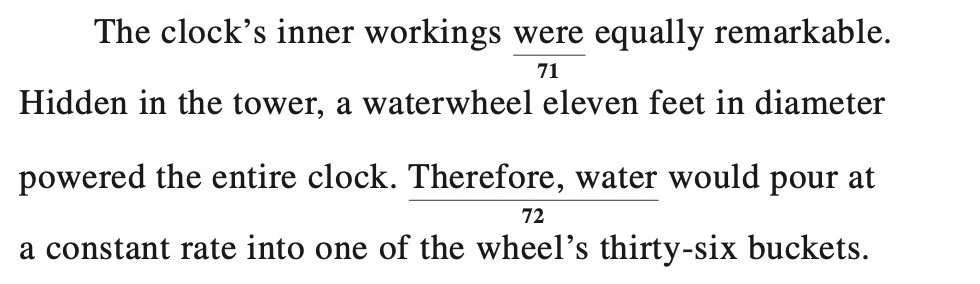 The clock’s inner workings were equally remarkable.
71
Hidden in the tower, a waterwheel eleven feet in diameter
powered the entire clock. Therefore, water would pour at
72
a constant rate into one of the wheel’s thirty-six buckets.